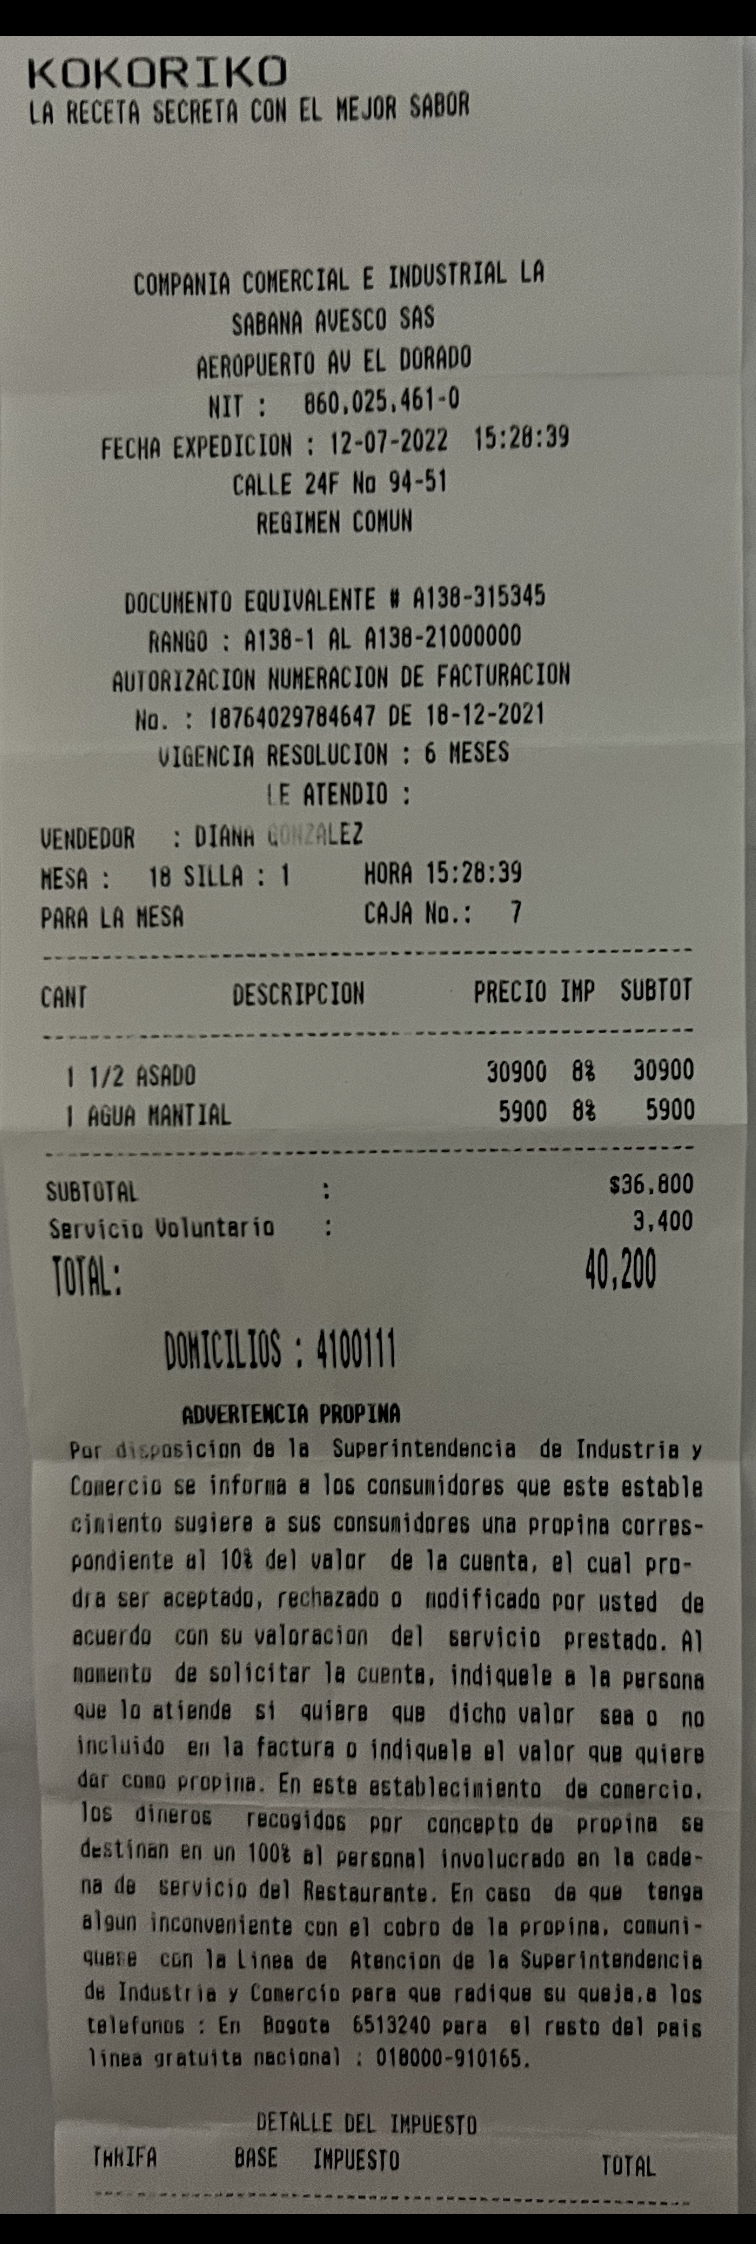 KOKORIKO
LA RECETA SECRETA CON EL MEJOR SABOR
COMPANIA COMERCIAL E INDUSTRIAL LA
SABANA AVESCO SAS
AEROPUERTO AV EL DORADO
NIT : 860,025,461-0
FECHA EXPEDICION : 12-07-2022 15:28:39
CALLE 24F No 94-51
REGIMEN COMUN
DOCUMENTO EQUIVALENTE # A138-315345
RANGO : A138-1 AL A138-21000000
AUTORIZACION NUMERACION DE FACTURACION
No. : 18764029784647 DE 18-12-2021
VIGENCIA RESOLUCION : 6 MESES
LE ATENDIO :
VENDEDOR : DIANA GONZALEZ
MESA : 18 SILLA : 1 HORA 15:28:39
PARA LA MESA CAJA No.: 7
CANT DESCRIPCION PRECIO IMP SUBTOT
1 1/2 ASADO 30900 8% 30900
1 AGUA MANTIAL 5900 8% 5900
SUBTOTAL : $36,800
Servicio Voluntario : 3,400
TOTAL: 40,200
DOMICILIOS : 4100111
ADVERTENCIA PROPINA
Por disposicion de la Superintendencia de Industria y
Comercio se informa a los consumidores que este estable
cimiento sugiere a sus consumidores una propina corres-
pondiente al 10% del valor de la cuenta, el cual pro-
dra ser aceptado, rechazado o modificado por usted de
acuerdo con su valoracion del servicio prestado. Al
momento de solicitar la cuenta, indiquele a la persona
que lo atiende si quiere que dicho valor sea o no
incluido en la factura o indiquele el valor que quiere
dar como propina. En este establecimiento de comercio,
los dineros recogidos por concepto de propina se
destinan en un 100% al personal involucrado en la cade-
na de servicio del Restaurante. En caso de que tenga
algun inconveniente con el cobro de la propina, comuni-
quese con la Linea de Atencion de la Superintendencia
de Industria y Comercio para que radique su queja,a los
telefonos : En Bogota 6513240 para el resto del pais
linea gratuita nacional : 018000-910165.
DETALLE DEL IMPUESTO
TARIFA BASE IMPUESTO TOTAL